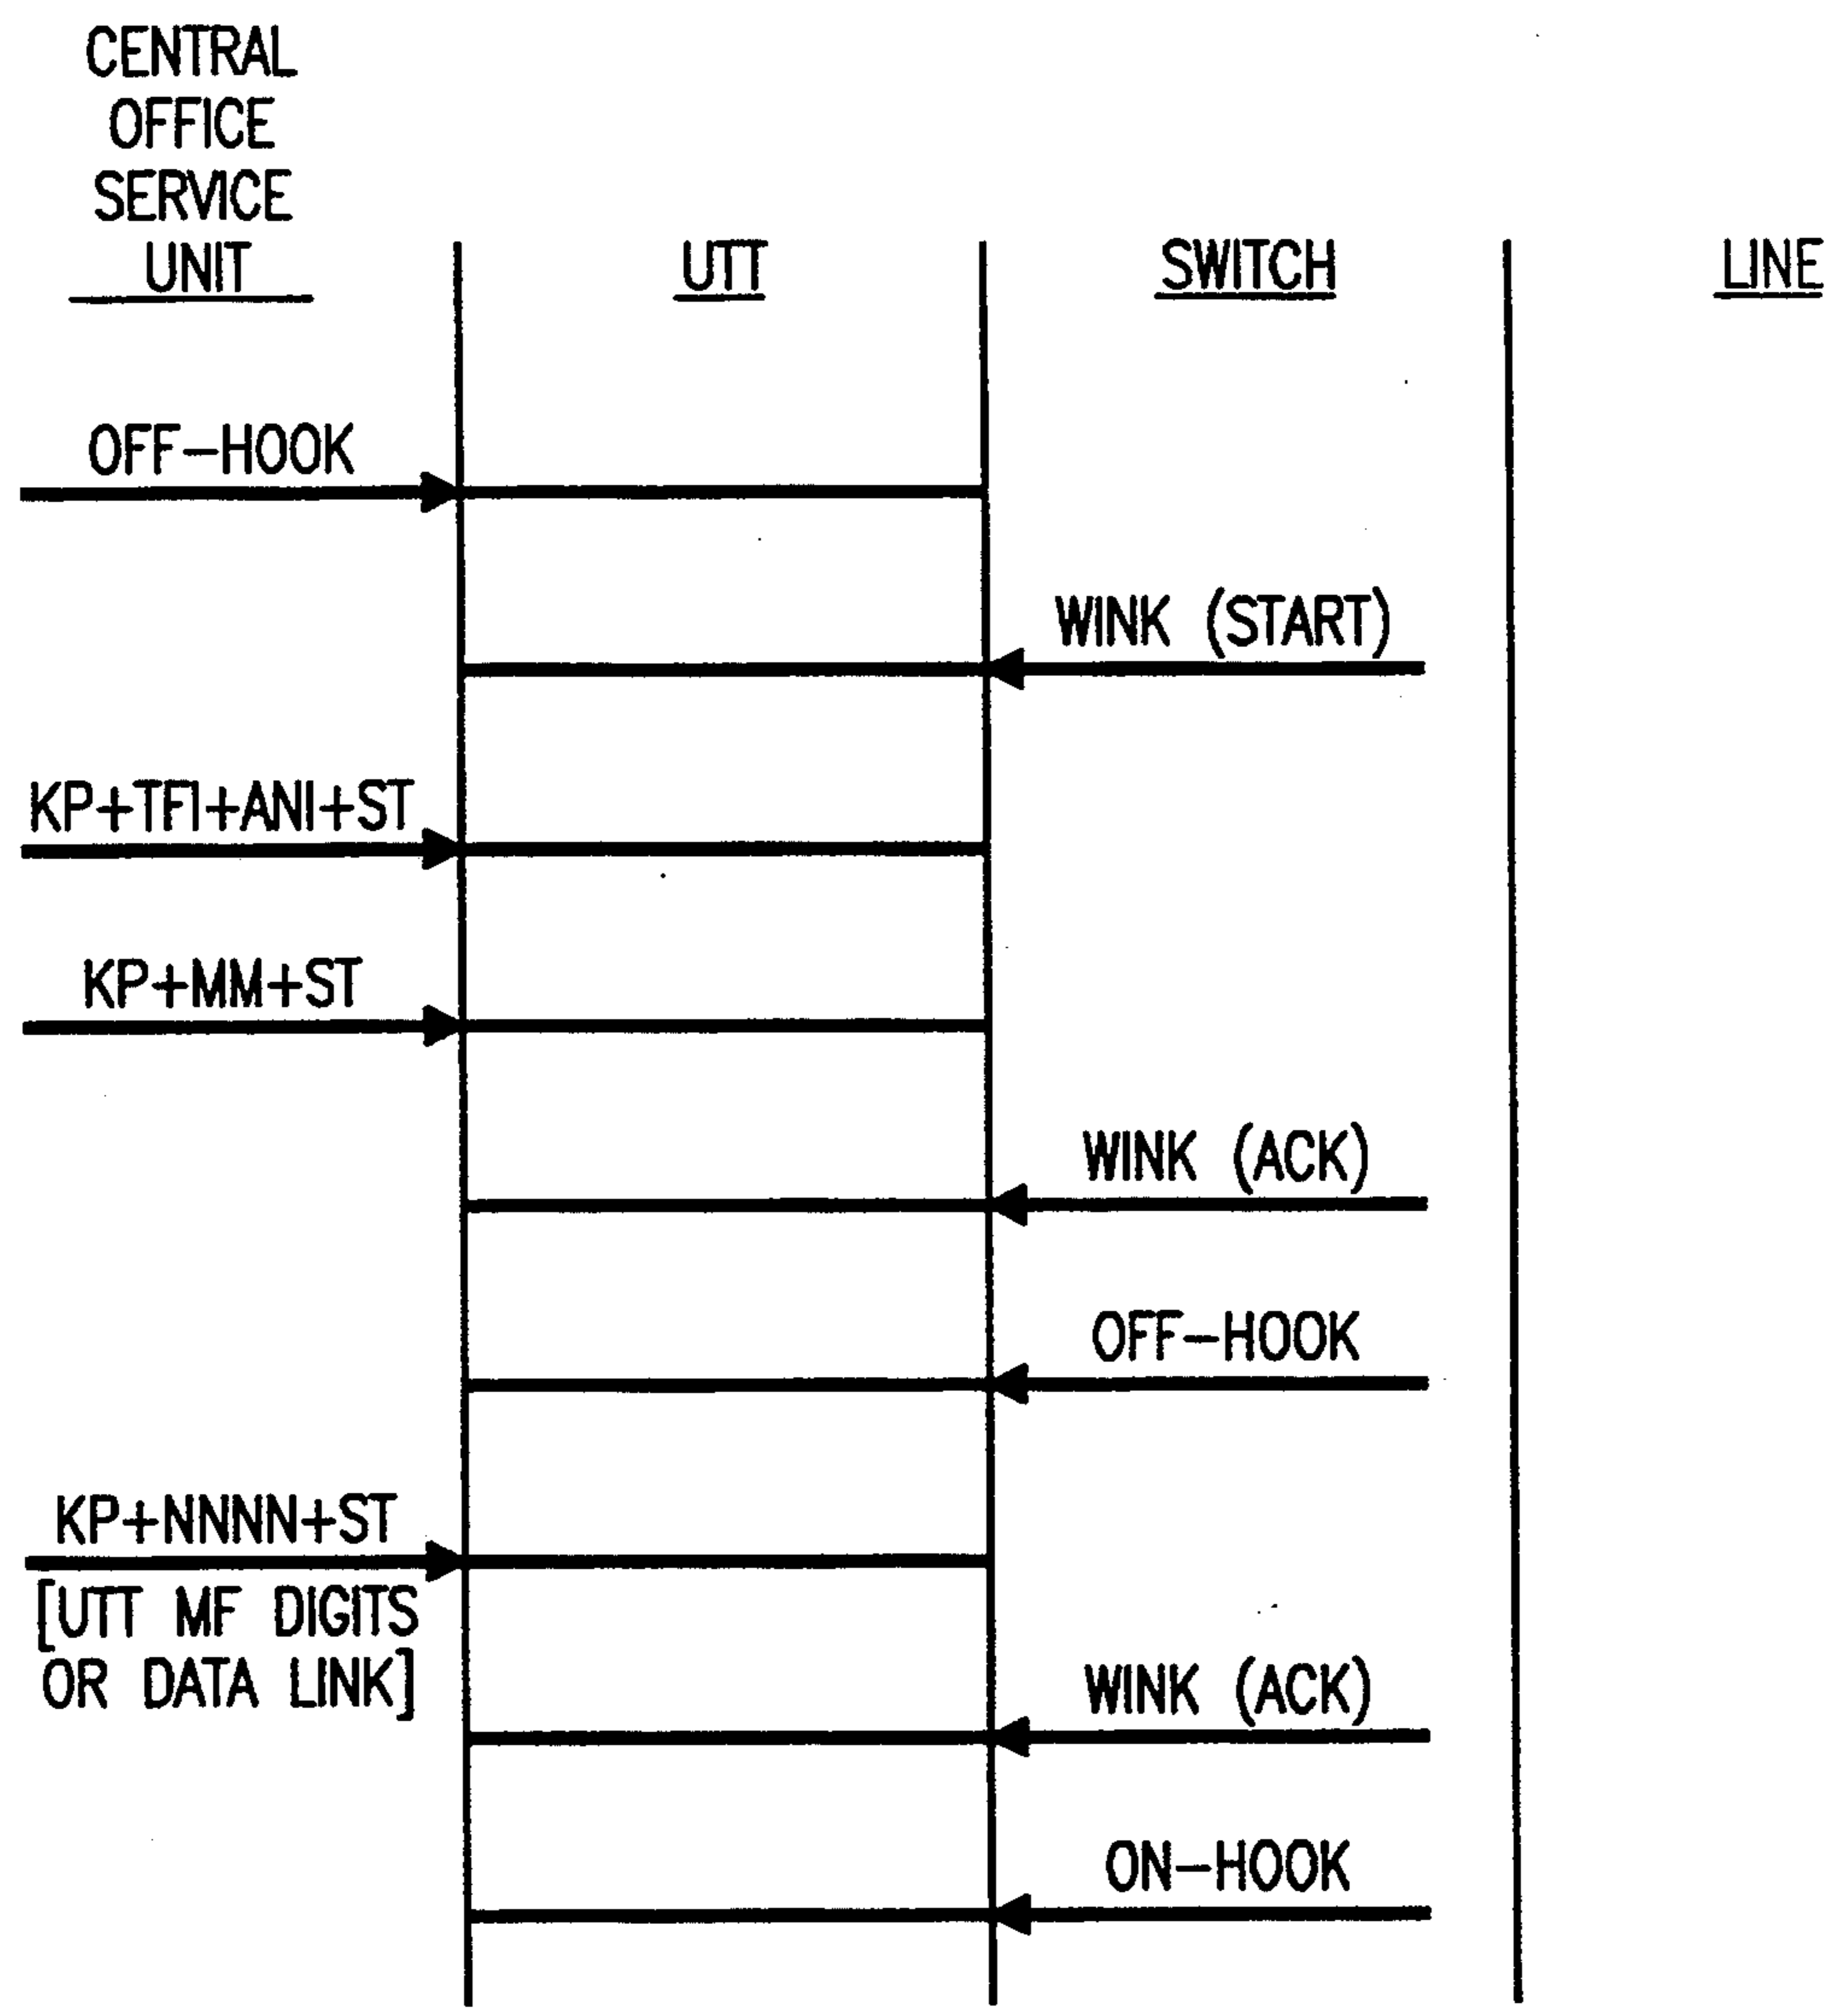 CENTRAL
OFFICE
SERVICE
UNIT
UTT
SWITCH
LINE
OFF-HOOK
WINK (START)
KP+TFI+ANI+ST
KP+MM+ST
WINK (ACK)
OFF-HOOK
KP+NNNN+ST
[UTT MF DIGITS
OR DATA LINK]
WINK (ACK)
ON-HOOK